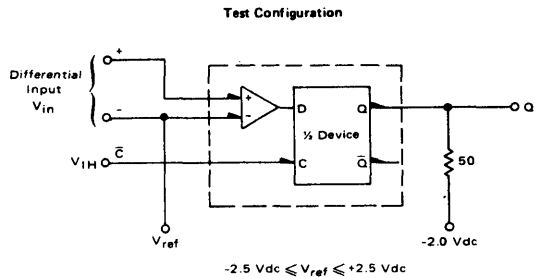 Test Configuration
Differential
Input
Vin
+
-
+
-
D
Q
½ Device
C
Q̅
VIH
C̅
Q
50
Vref
-2.0 Vdc
-2.5 Vdc ⩽ Vref ⩽ +2.5 Vdc